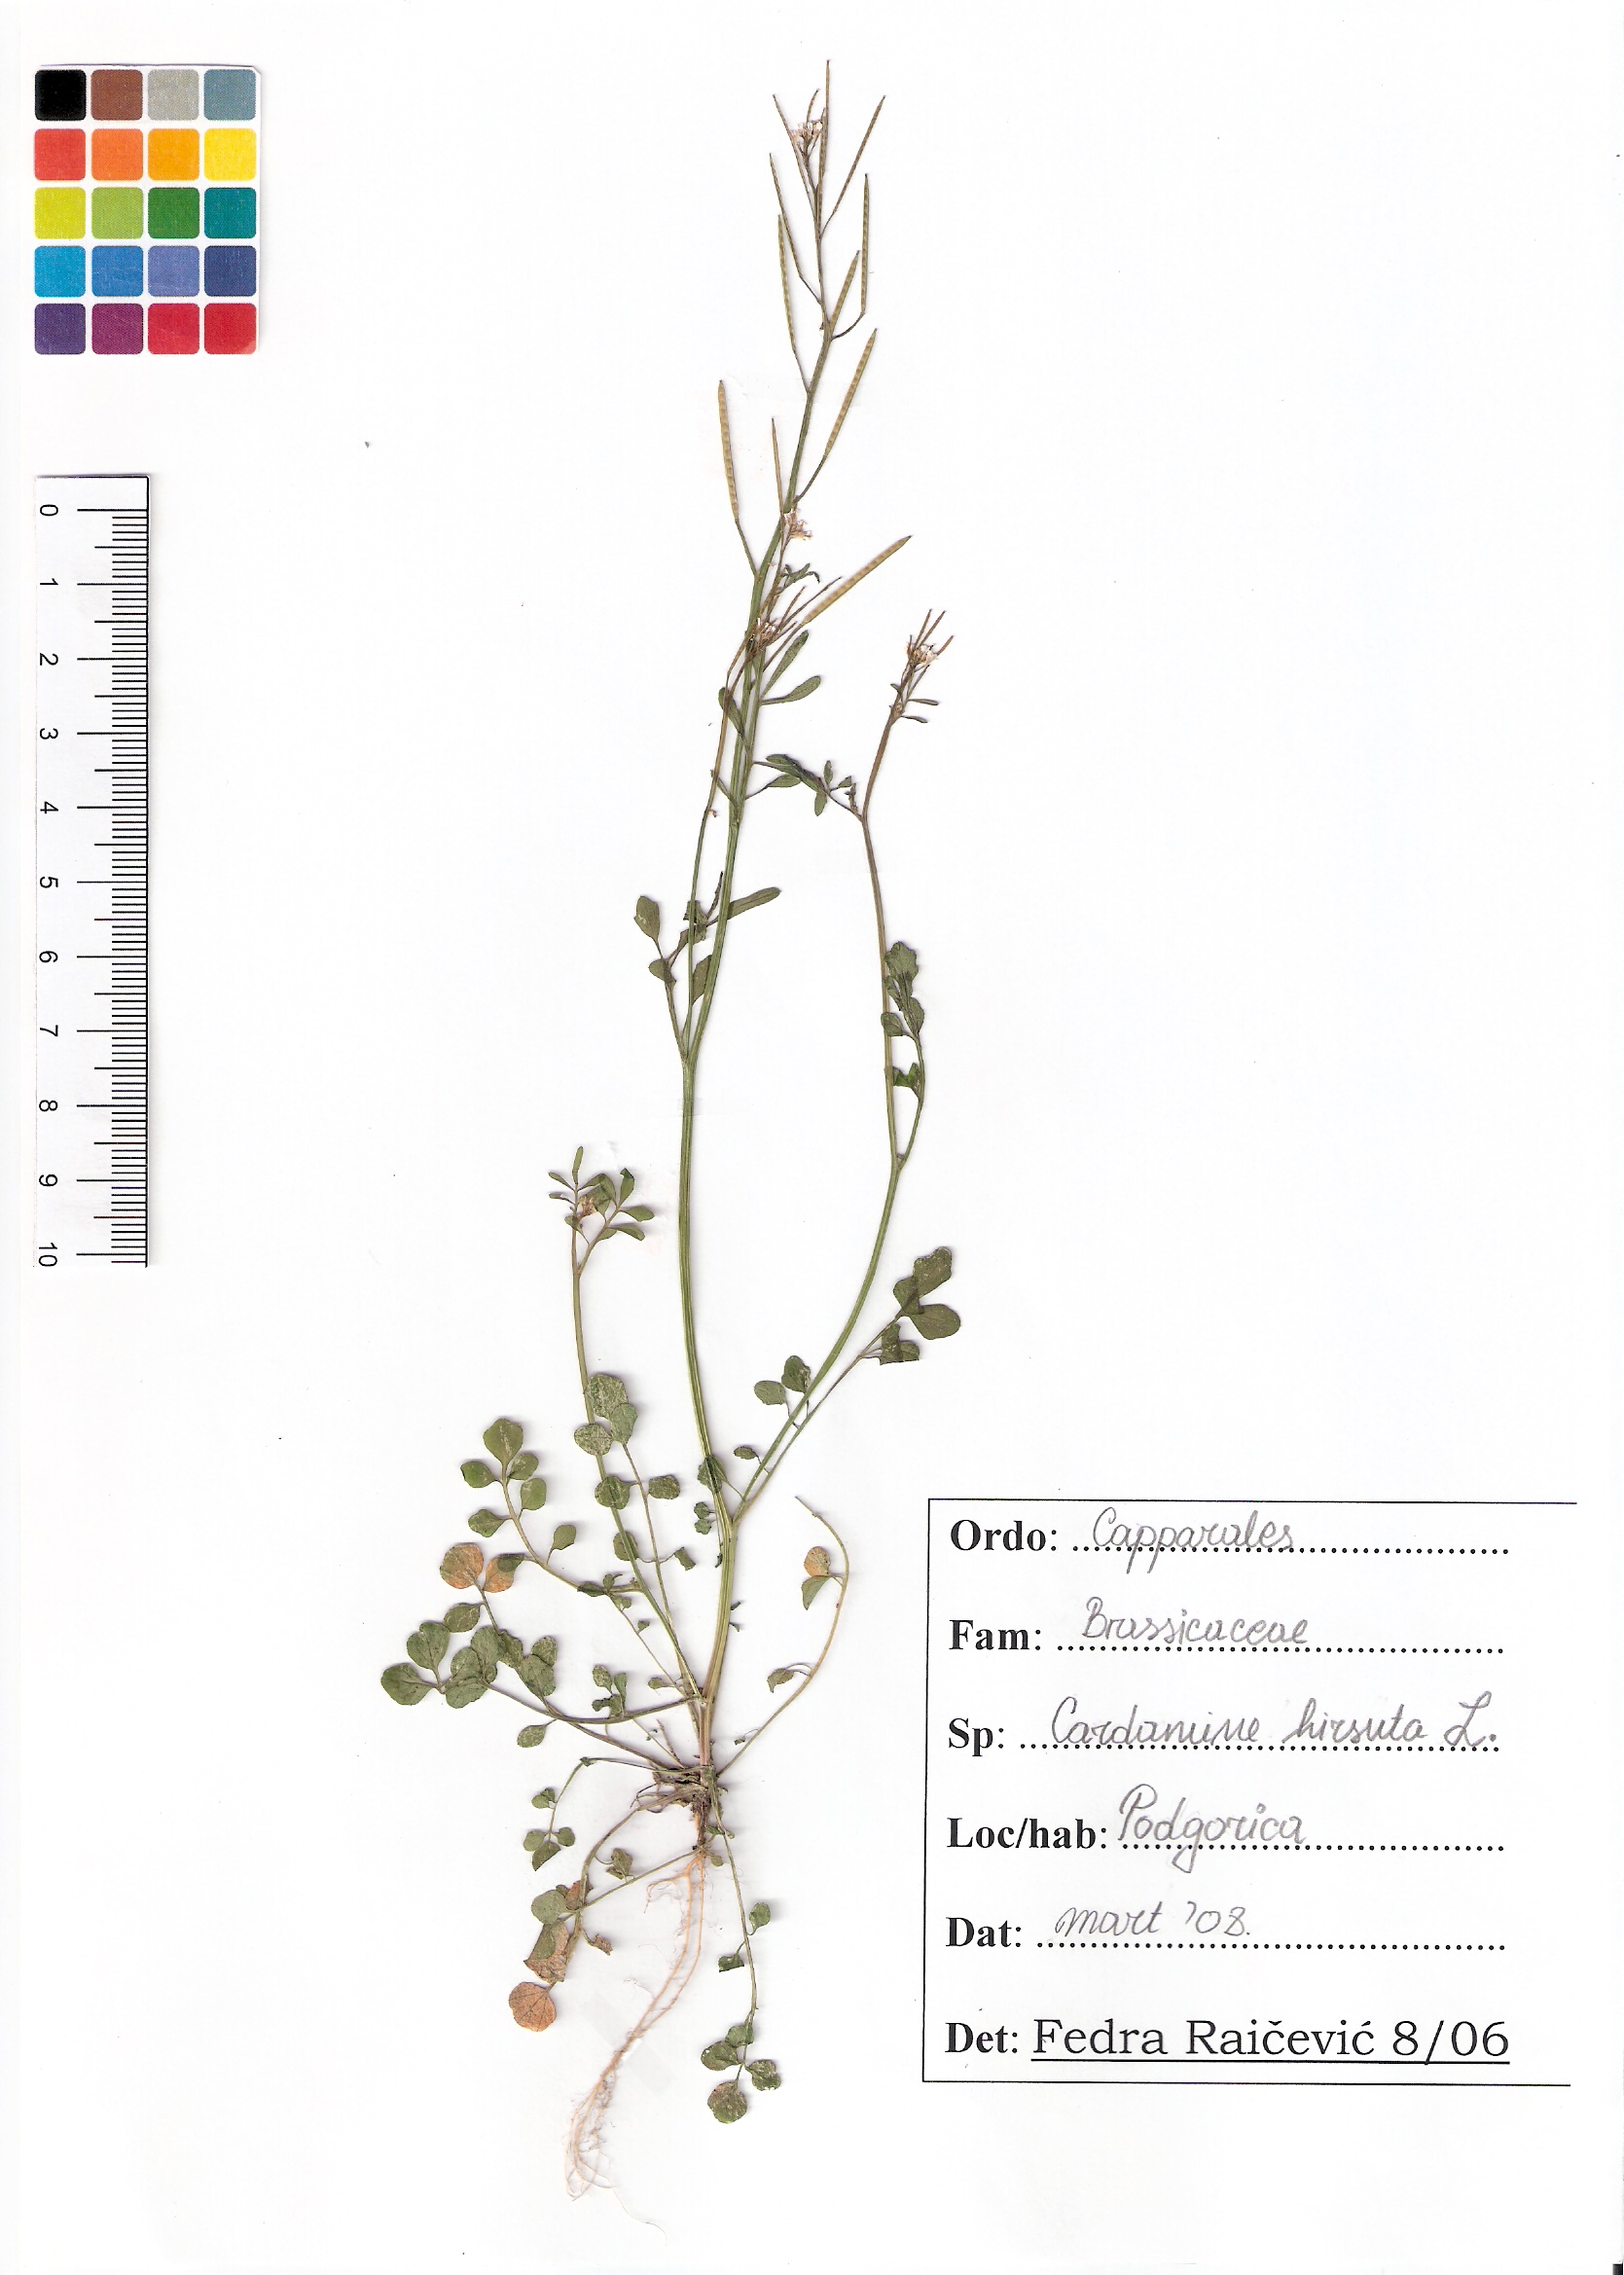 0
1
2
3
4
5
6
7
8
9
10
Ordo: Capparales
Fam: Brassicaceae
Sp: Cardamine hirsuta L.
Loc/hab: Podgorica
Dat: mart '08.
Det: Fedra Raičević 8/06